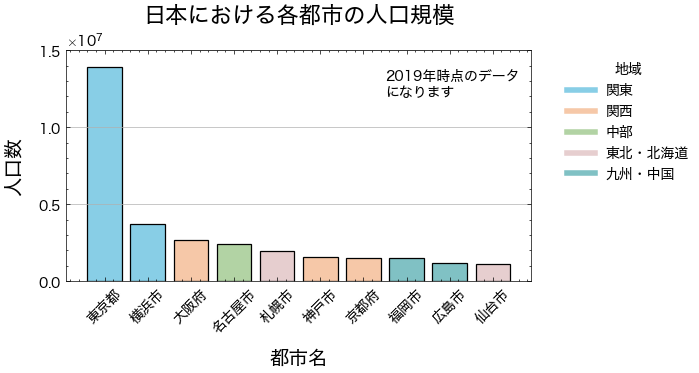 日本における各都市の人口規模
×10⁷
1.5
1.0
0.5
0.0
人口数
2019年時点のデータ
になります
東京都
横浜市
大阪府
名古屋市
札幌市
神戸市
京都府
福岡市
広島市
仙台市
都市名
地域
関東
関西
中部
東北・北海道
九州・中国